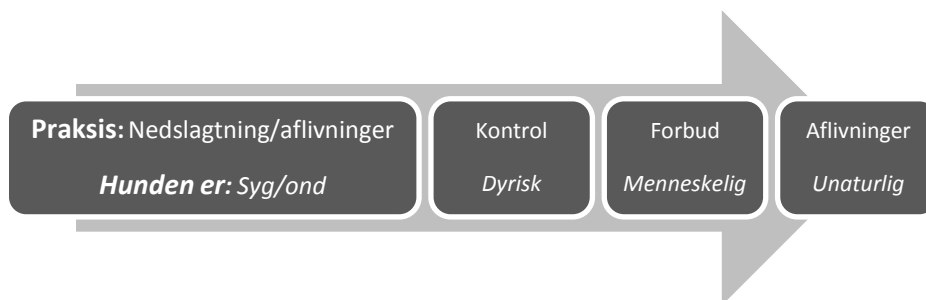 Praksis: Nedslagtning/aflivninger
Hunden er: Syg/ond
Kontrol
Dyrisk
Forbud
Menneskelig
Aflivninger
Unaturlig